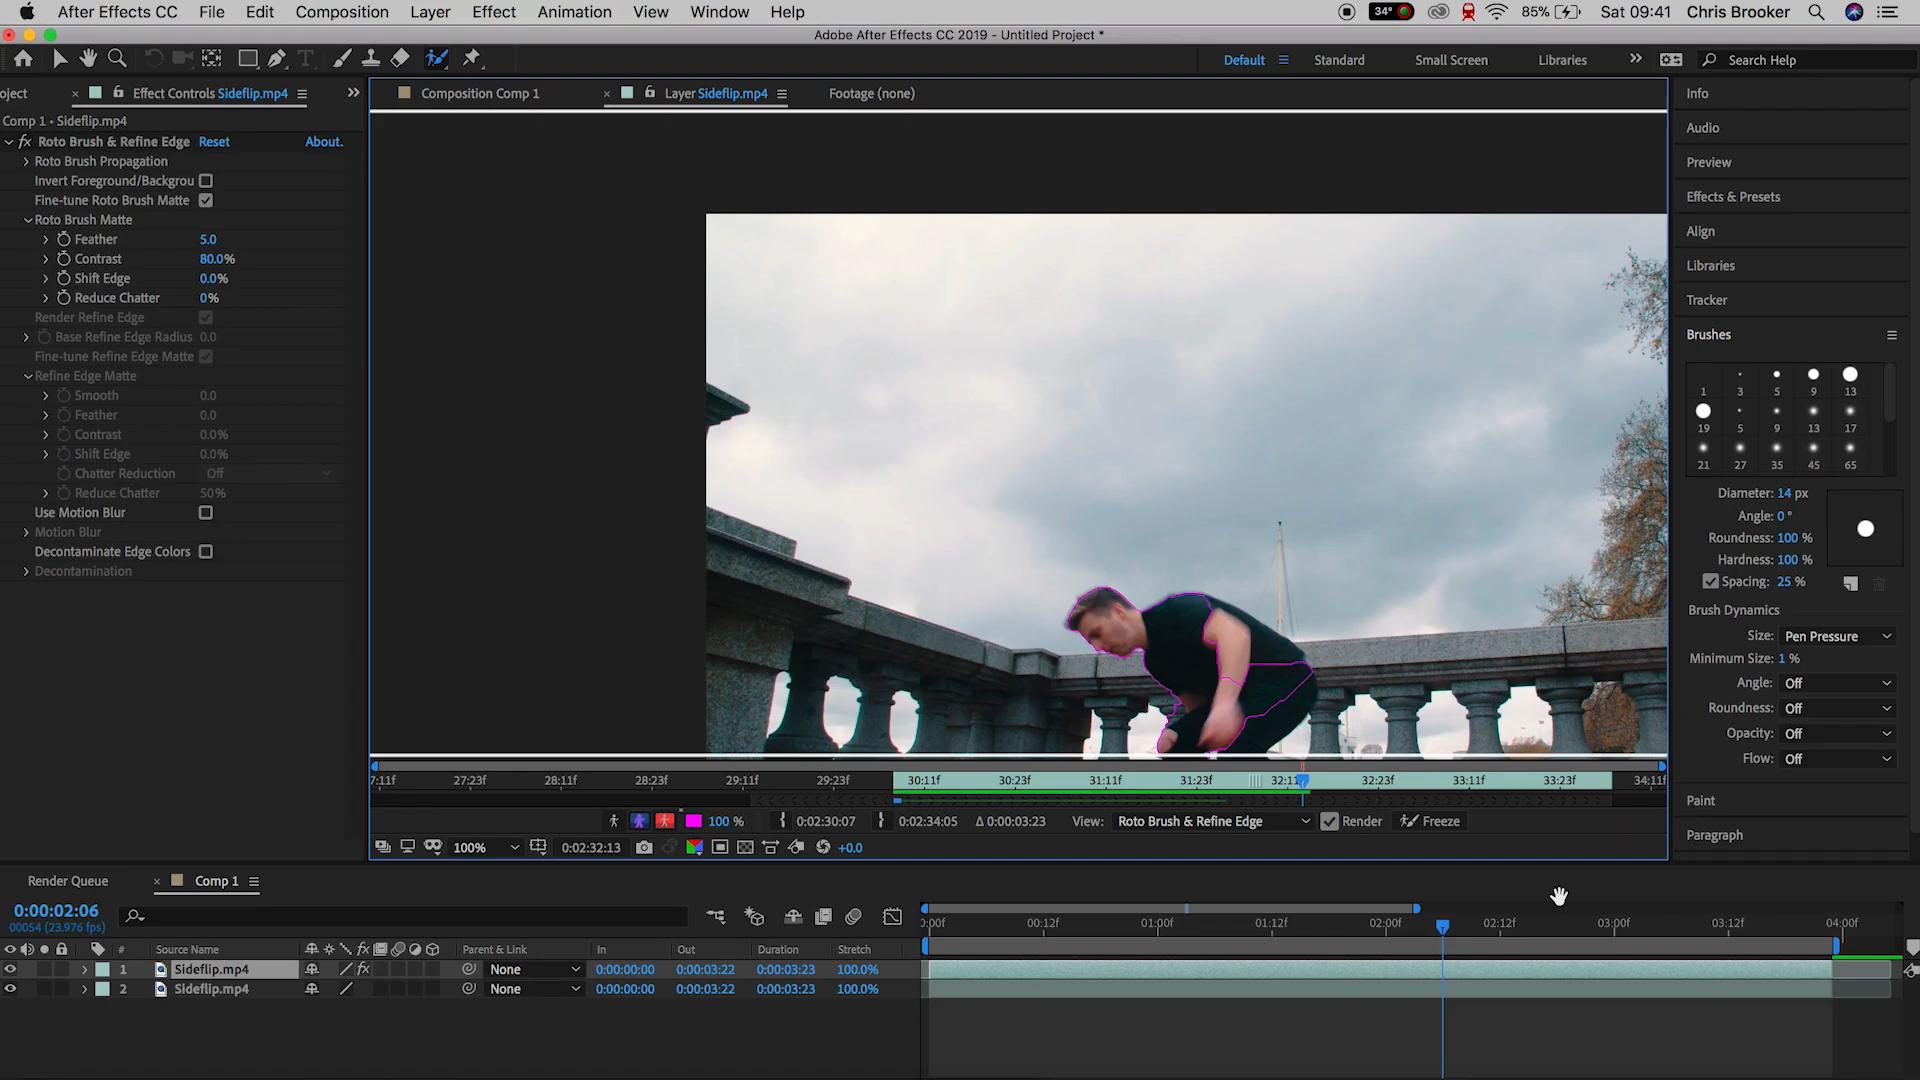 After Effects CC File Edit Composition Layer Effect Animation View Window Help 34° 85% Sat 09:41 Chris Brooker
Adobe After Effects CC 2019 - Untitled Project *
Default Standard Small Screen Libraries Search Help
oject Effect Controls Sideflip.mp4
Composition Comp 1 Layer Sideflip.mp4 Footage (none)
Comp 1 • Sideflip.mp4
fx Roto Brush & Refine Edge Reset About.
Roto Brush Propagation
Invert Foreground/Backgrou
Fine-tune Roto Brush Matte
Roto Brush Matte
Feather 5.0
Contrast 80.0%
Shift Edge 0.0%
Reduce Chatter 0%
Render Refine Edge
Base Refine Edge Radius 0.0
Fine-tune Refine Edge Matte
Refine Edge Matte
Smooth 0.0
Feather 0.0
Contrast 0.0%
Shift Edge 0.0%
Chatter Reduction Off
Reduce Chatter 50%
Use Motion Blur
Motion Blur
Decontaminate Edge Colors
Decontamination
Info
Audio
Preview
Effects & Presets
Align
Libraries
Tracker
Brushes
1 3 5 9 13
19 5 9 13 17
21 27 35 45 65
Diameter: 14 px
Angle: 0 °
Roundness: 100 %
Hardness: 100 %
Spacing: 25 %
Brush Dynamics
Size: Pen Pressure
Minimum Size: 1 %
Angle: Off
Roundness: Off
Opacity: Off
Flow: Off
Paint
Paragraph
7:11f 27:23f 28:11f 28:23f 29:11f 29:23f 30:11f 30:23f 31:11f 31:23f 32:11 32:23f 33:11f 33:23f 34:11f
100 % 0:02:30:07 0:02:34:05 Δ 0:00:03:23 View: Roto Brush & Refine Edge Render Freeze
100% 0:02:32:13 +0.0
Render Queue Comp 1
0:00:02:06
00054 (23.976 fps)
:00f 00:12f 01:00f 01:12f 02:00f 02:12f 03:00f 03:12f 04:00f
# Source Name fx Parent & Link In Out Duration Stretch
1 Sideflip.mp4 fx None 0:00:00:00 0:00:03:22 0:00:03:23 100.0%
2 Sideflip.mp4 None 0:00:00:00 0:00:03:22 0:00:03:23 100.0%